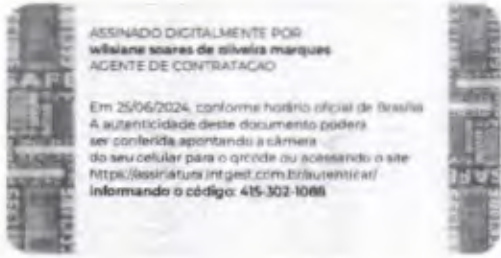 ASSINADO DIGITALMENTE POR
wilsiane soares de oliveira marques
AGENTE DE CONTRATAÇÃO
Em 25/06/2024, conforme horário oficial de Brasília
A autenticidade deste documento poderá
ser conferida apontando a câmera
do seu celular para o qrcode ou acessando o site
https://assinatura.intgest.com.br/autenticar/
informando o código: 415-302-1088